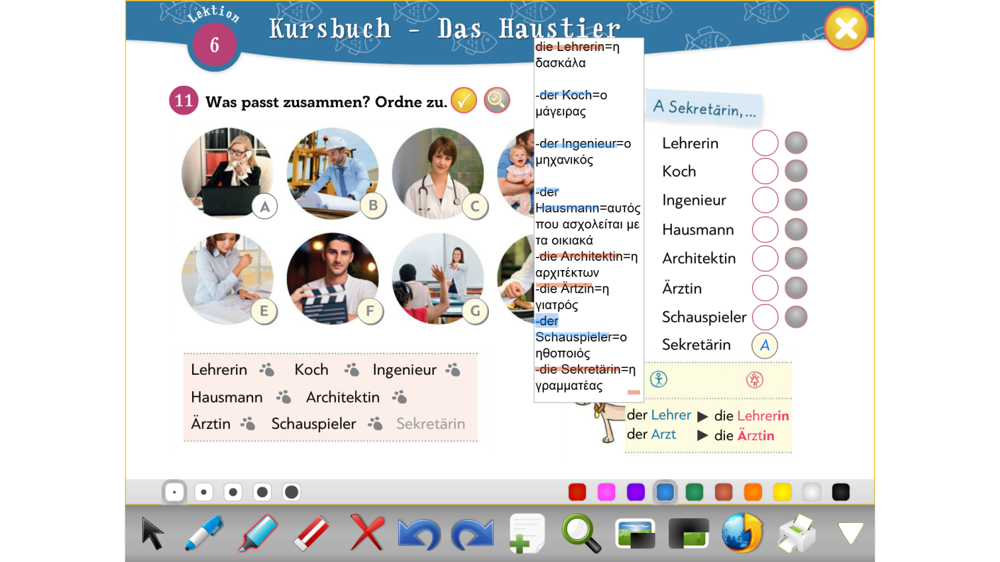 Lektion
6
Kursbuch - Das Haustier
11 Was passt zusammen? Ordne zu.
A
B
C
E
F
G
die Lehrerin=η
δασκάλα
-der Koch=ο
μάγειρας
-der Ingenieur=ο
μηχανικός
-der
Hausmann=αυτός
που ασχολείται με
τα οικιακά
-die Architektin=η
αρχιτέκτων
-die Ärtzin=η
γιατρός
-der
Schauspieler=ο
ηθοποιός
-die Sekretärin=η
γραμματέας
A Sekretärin, ...
Lehrerin
Koch
Ingenieur
Hausmann
Architektin
Ärztin
Schauspieler
Sekretärin A
Lehrerin Koch Ingenieur
Hausmann Architektin
Ärztin Schauspieler Sekretärin
der Lehrer ▶ die Lehrerin
der Arzt ▶ die Ärztin